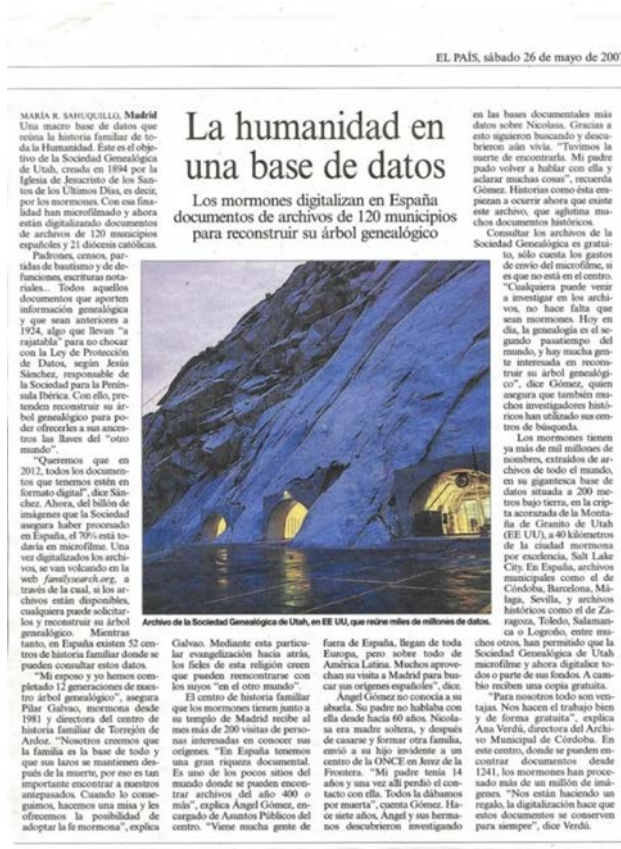 EL PAÍS, sábado 26 de mayo de 2007
La humanidad en
una base de datos
Los mormones digitalizan en España
documentos de archivos de 120 municipios
para reconstruir su árbol genealógico
MARÍA R. SAHUQUILLO, Madrid
Una macro base de datos que
reúna la historia familiar de to-
da la Humanidad. Éste es el obje-
tivo de la Sociedad Genealógica
de Utah, creada en 1894 por la
Iglesia de Jesucristo de los San-
tos de los Últimos Días, es decir,
por los mormones. Con esa fina-
lidad han microfilmado y ahora
están digitalizando documentos
de archivos de 120 municipios
españoles y 21 diócesis católicas.
Padrones, censos, par-
tidas de bautismo y de de-
funciones, escrituras nota-
riales... Todos aquellos
documentos que aporten
información genealógica
y que sean anteriores a
1924, algo que llevan "a
rajatabla" para no chocar
con la Ley de Protección
de Datos, según Jesús
Sánchez, responsable de
la Sociedad para la Penín-
sula Ibérica. Con ello, pre-
tenden reconstruir su ár-
bol genealógico para po-
der ofrecerles a sus ances-
tros las llaves del "otro
mundo".
"Queremos que en
2012, todos los documen-
tos que tenemos estén en
formato digital", dice Sán-
chez. Ahora, del billón de
imágenes que la Sociedad
asegura haber procesado
en España, el 70% está to-
davía en microfilme. Una
vez digitalizados los archi-
vos, se van volcando en la
web familysearch.org, a
través de la cual, si los ar-
chivos están disponibles,
cualquiera puede solicitar-
los y reconstruir su árbol
genealógico. Mientras
tanto, en España existen 52 cen-
tros de historia familiar donde se
pueden consultar estos datos.
"Mi esposo y yo hemos com-
pletado 12 generaciones de nues-
tro árbol genealógico", asegura
Pilar Galvao, mormona desde
1981 y directora del centro de
historia familiar de Torrejón de
Ardoz. "Nosotros creemos que
la familia es la base de todo y
que sus lazos se mantienen des-
pués de la muerte, por eso es tan
importante encontrar a nuestros
antepasados. Cuando lo conse-
guimos, hacemos una misa y les
ofrecemos la posibilidad de
adoptar la fe mormona", explica
Archivo de la Sociedad Genealógica de Utah, en EE UU, que reúne miles de millones de datos.
Galvao. Mediante esta particu-
lar evangelización hacia atrás,
los fieles de esta religión creen
que pueden reencontrarse con
los suyos "en el otro mundo".
El centro de historia familiar
que los mormones tienen junto a
su templo de Madrid recibe al
mes más de 200 visitas de perso-
nas interesadas en conocer sus
orígenes. "En España tenemos
una gran riqueza documental.
Es uno de los pocos sitios del
mundo donde se pueden encon-
trar archivos del año 400 o
más", explica Ángel Gómez, en-
cargado de Asuntos Públicos del
centro. "Viene mucha gente de
fuera de España, llegan de toda
Europa, pero sobre todo de
América Latina. Muchos aprove-
chan su visita a Madrid para bus-
car sus orígenes españoles", dice.
Ángel Gómez no conocía a su
abuela. Su padre no hablaba con
ella desde hacía 60 años. Nicola-
sa era madre soltera, y después
de casarse y formar otra familia,
envió a su hijo invidente a un
centro de la ONCE en Jerez de la
Frontera. "Mi padre tenía 14
años y una vez allí perdió el con-
tacto con ella. Todos la dábamos
por muerta", cuenta Gómez. Ha-
ce siete años, Ángel y sus herma-
nos descubrieron investigando
en las bases documentales más
datos sobre Nicolasa. Gracias a
esto siguieron buscando y descu-
brieron aún vivía. "Tuvimos la
suerte de encontrarla. Mi padre
pudo volver a hablar con ella y
aclarar muchas cosas", recuerda
Gómez. Historias como ésta em-
piezan a ocurrir ahora que existe
este archivo, que aglutina mu-
chos documentos históricos.
Consultar los archivos de la
Sociedad Genealógica es gratui-
to, sólo cuesta los gastos
de envío del microfilme, si
es que no está en el centro.
"Cualquiera puede venir
a investigar en los archi-
vos, no hace falta que
sean mormones. Hoy en
día, la genealogía es el se-
gundo pasatiempo del
mundo, y hay mucha gen-
te interesada en recons-
truir su árbol genealógi-
co", dice Gómez, quien
asegura que también mu-
chos investigadores histó-
ricos han utilizado sus cen-
tros de búsqueda.
Los mormones tienen
ya más de mil millones de
nombres, extraídos de ar-
chivos de todo el mundo,
en su gigantesca base de
datos situada a 200 me-
tros bajo tierra, en la crip-
ta acorazada de la Monta-
ña de Granito de Utah
(EE UU), a 40 kilómetros
de la ciudad mormona
por excelencia, Salt Lake
City. En España, archivos
municipales como el de
Córdoba, Barcelona, Má-
laga, Sevilla, y archivos
históricos como el de Za-
ragoza, Toledo, Salaman-
ca o Logroño, entre mu-
chos otros, han permitido que la
Sociedad Genealógica de Utah
microfilme y ahora digitalice to-
dos o parte de sus fondos. A cam-
bio reciben una copia gratuita.
"Para nosotros todo son ven-
tajas. Nos hacen el trabajo bien
y de forma gratuita", explica
Ana Verdú, directora del Archi-
vo Municipal de Córdoba. En
este centro, donde se pueden en-
contrar documentos desde
1241, los mormones han proce-
sado más de un millón de imá-
genes. "Nos están haciendo un
regalo, la digitalización hace que
estos documentos se conserven
para siempre", dice Verdú.